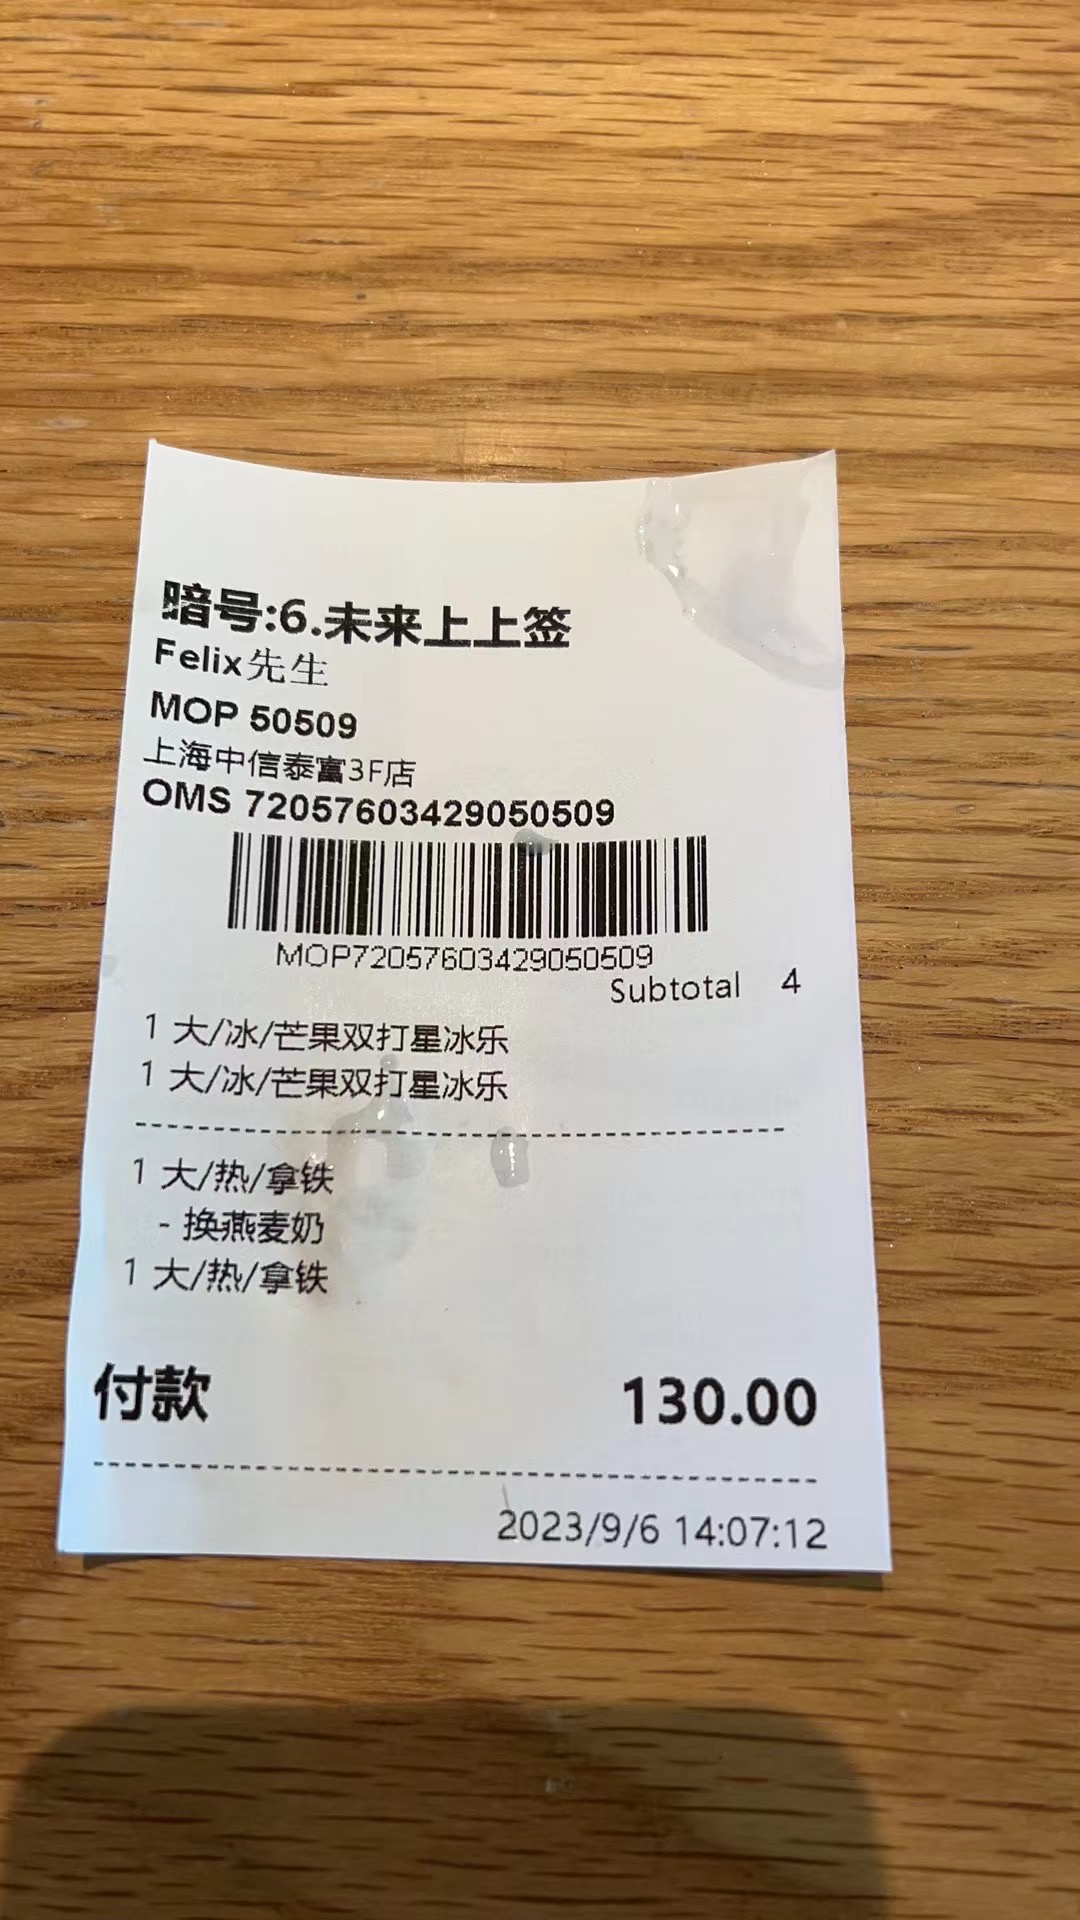 暗号:6.未来上上签
Felix先生
MOP 50509
上海中信泰富3F店
OMS 72057603429050509
MOP72057603429050509
Subtotal 4
1 大/冰/芒果双打星冰乐
1 大/冰/芒果双打星冰乐
1 大/热/拿铁
- 换燕麦奶
1 大/热/拿铁
付款 130.00
2023/9/6 14:07:12